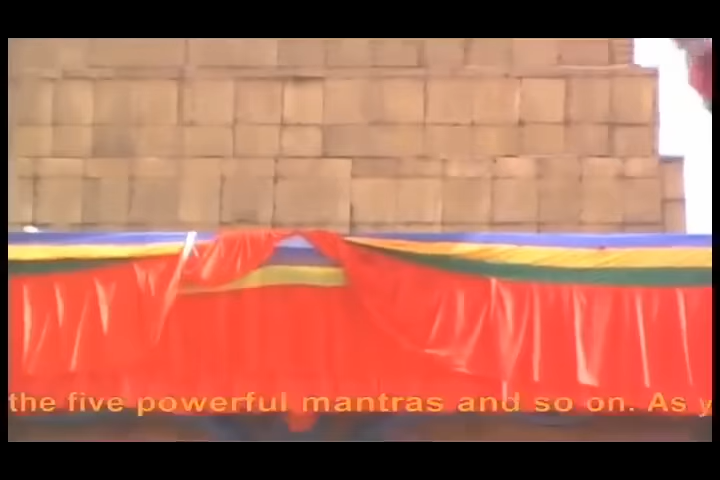 the five powerful mantras and so on. As